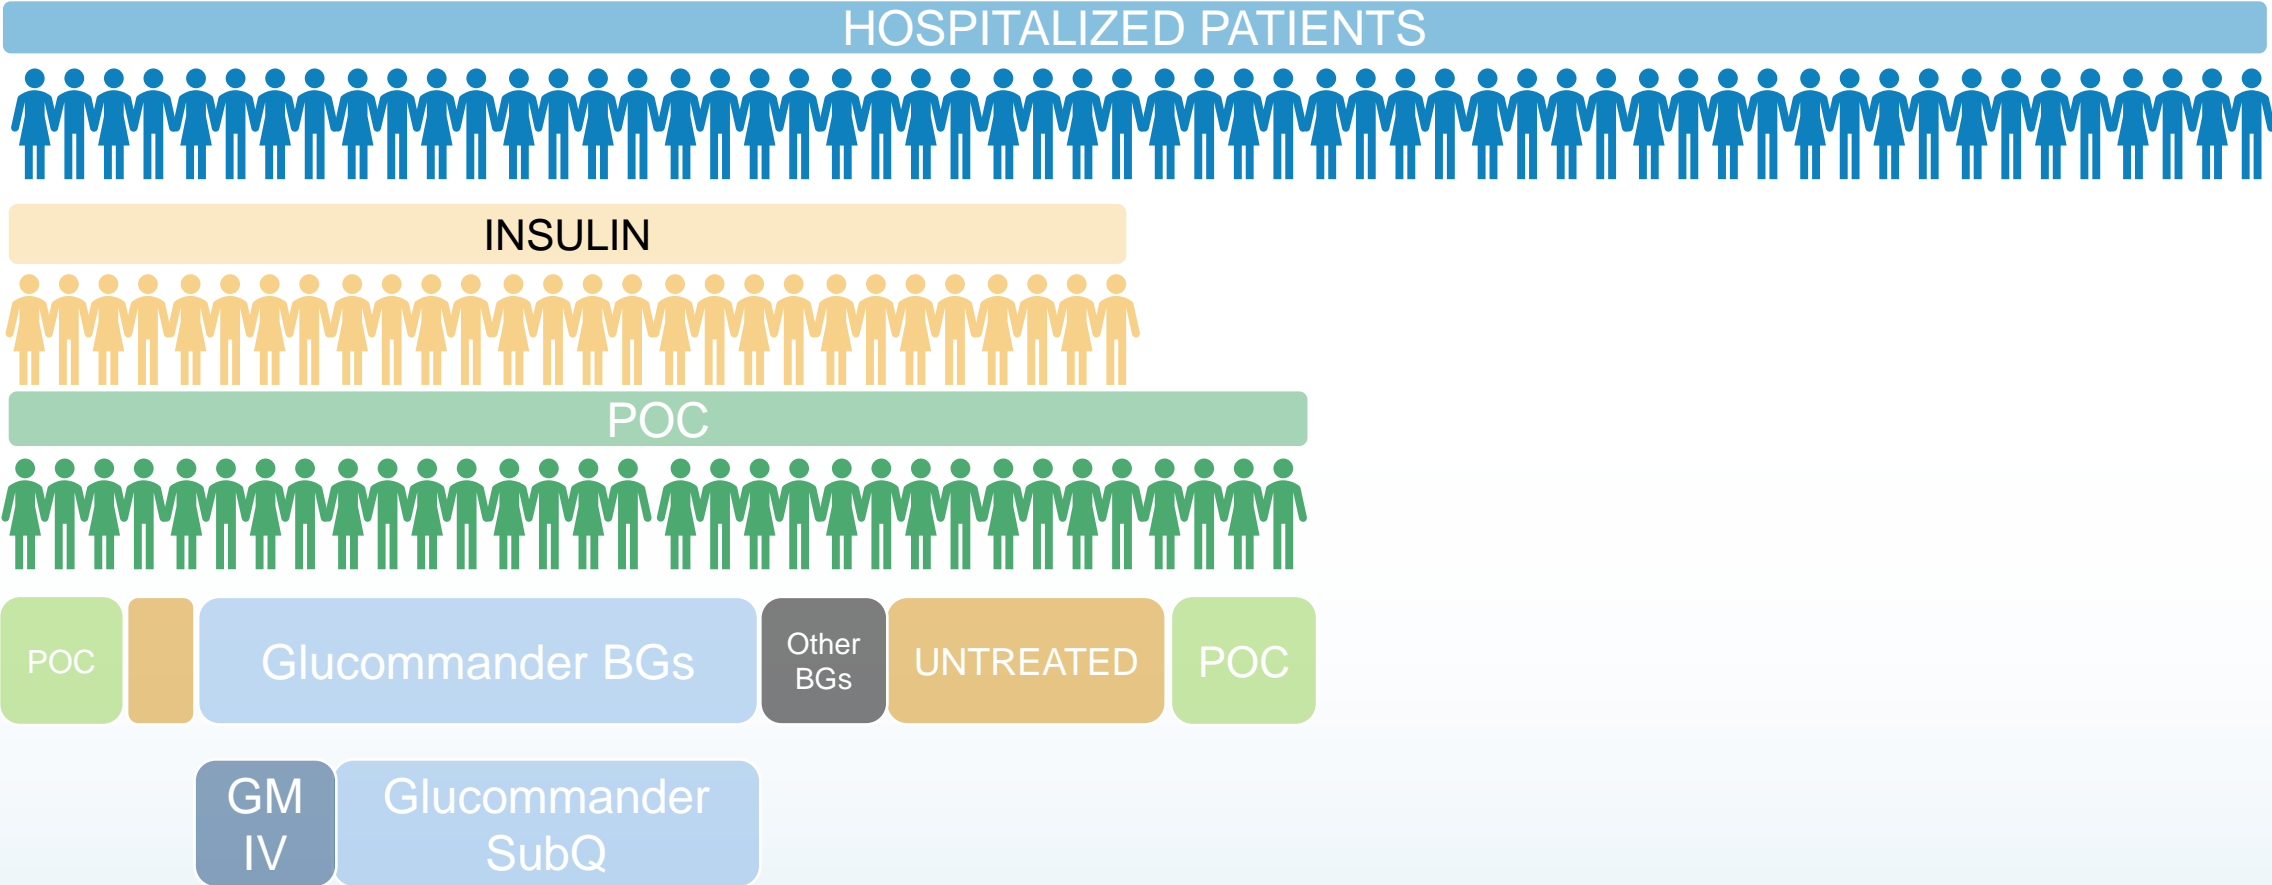 HOSPITALIZED PATIENTS
INSULIN
POC
POC
Glucommander BGs
Other
BGs
UNTREATED
POC
GM
IV
Glucommander
SubQ